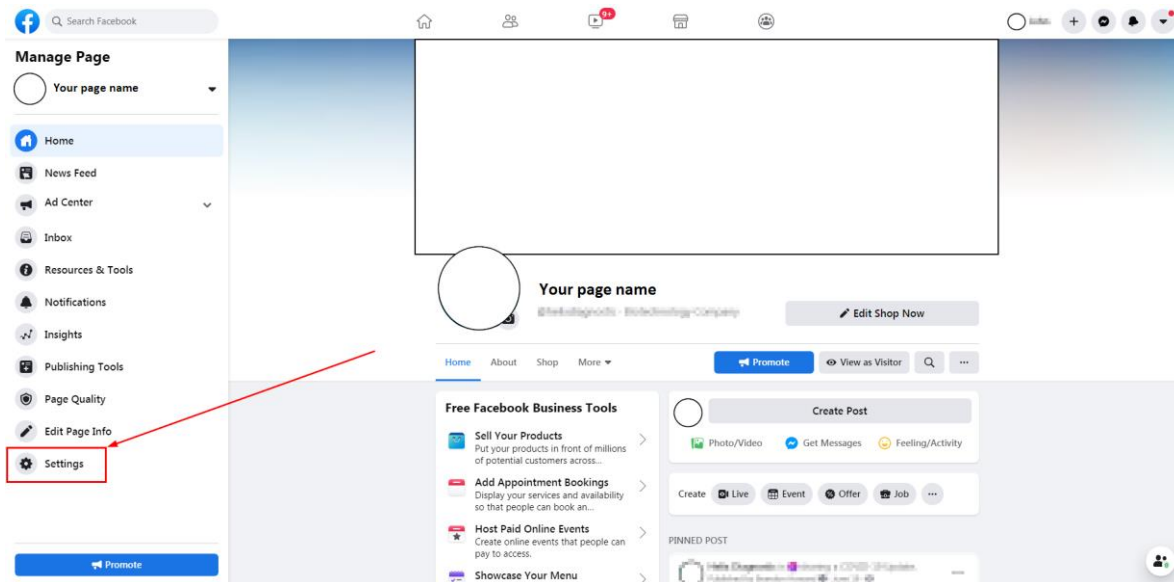 Search Facebook
9+
Manage Page
Your page name
Home
News Feed
Ad Center
Inbox
Resources & Tools
Notifications
Insights
Publishing Tools
Page Quality
Edit Page Info
Settings
Promote
Your page name
Edit Shop Now
Home About Shop More
Promote View as Visitor
Free Facebook Business Tools
Sell Your Products
Put your products in front of millions
of potential customers across...
Add Appointment Bookings
Display your services and availability
so that people can book an...
Host Paid Online Events
Create online events that people can
pay to access.
Showcase Your Menu
Create Post
Photo/Video Get Messages Feeling/Activity
Create Live Event Offer Job
PINNED POST